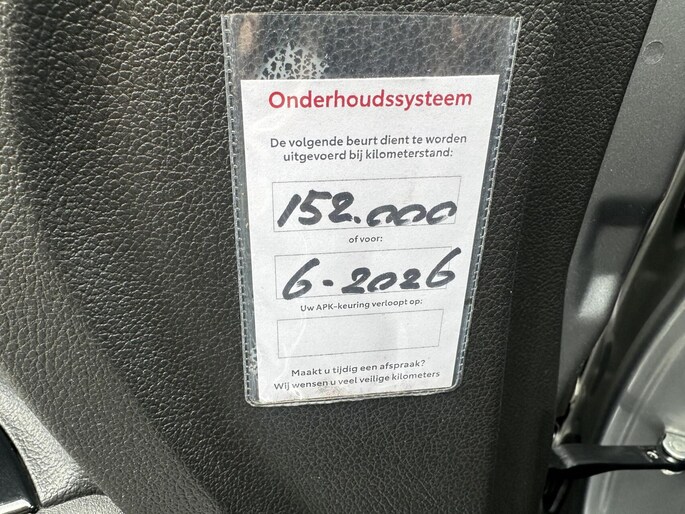 Onderhoudssysteem
De volgende beurt dient te worden
uitgevoerd bij kilometerstand:
152.000
of voor:
6-2026
Uw APK-keuring verloopt op:
Maakt u tijdig een afspraak?
Wij wensen u veel veilige kilometers